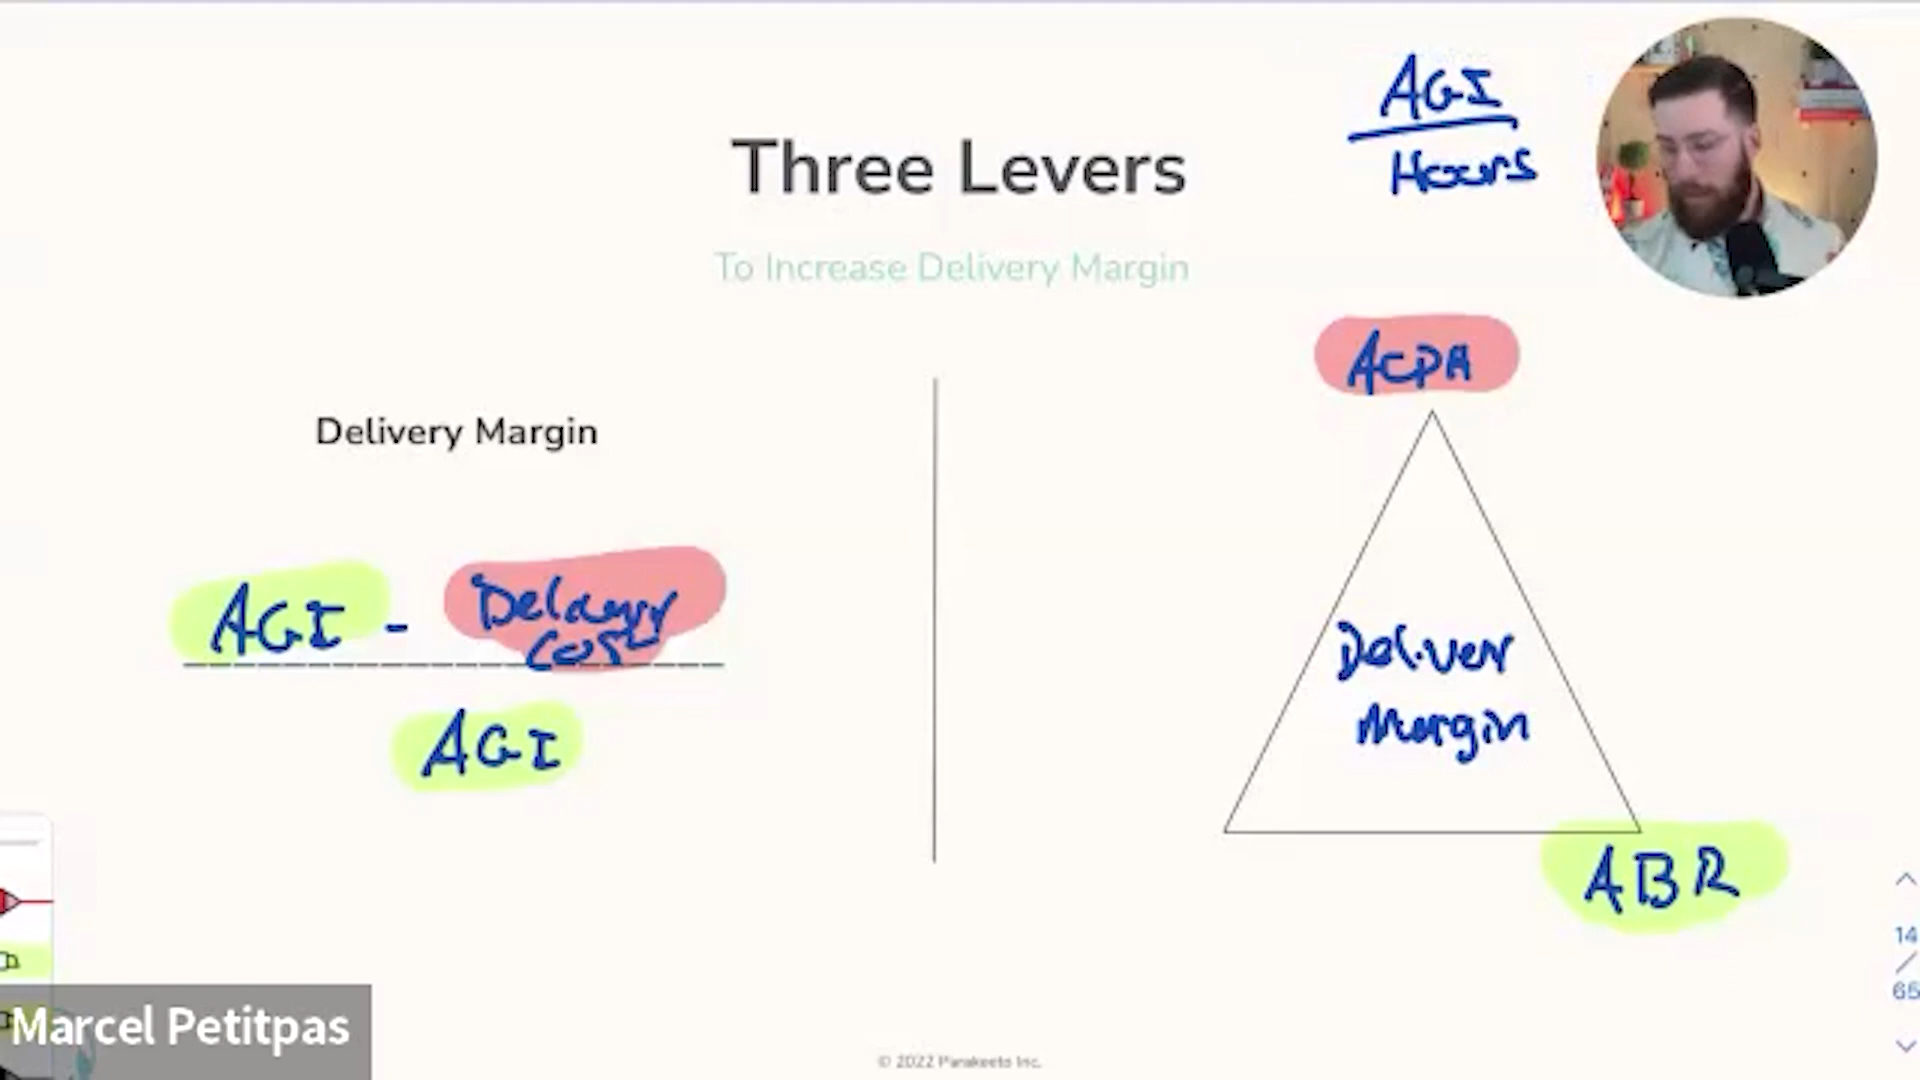 AGI
Hours
Three Levers
To Increase Delivery Margin
ACPH
Delivery Margin
AGI - Delivery
Cost
AGI
Deliver
Margin
ABR
14
/
65
Marcel Petitpas
© 2022 Parakeeto Inc.